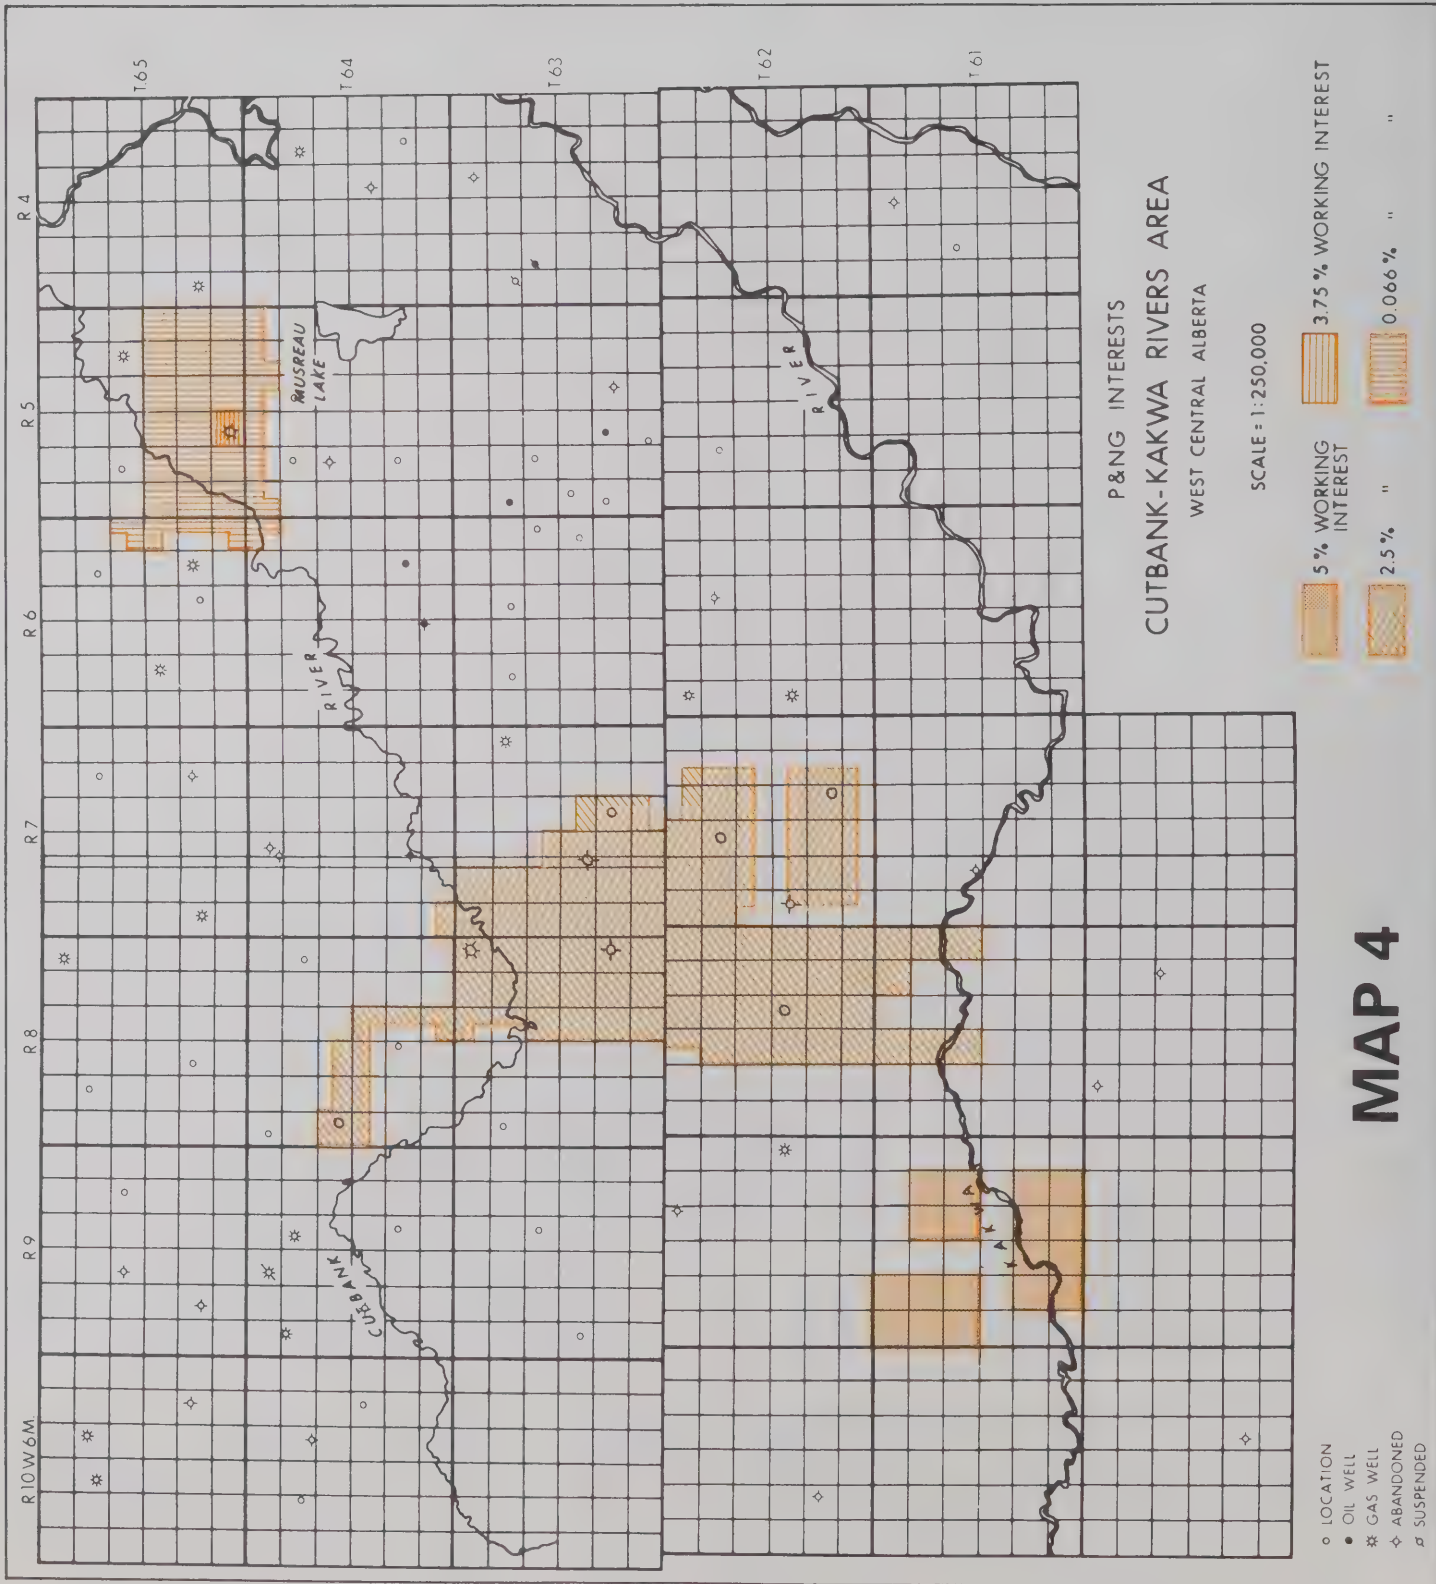 R10W6M
R9
R8
R7
R6
R5
R4
T.65
T64
T63
T62
T61
MUSREAU
LAKE
RIVER
CUTBANK
RIVER
KAKWA
P&NG INTERESTS
CUTBANK-KAKWA RIVERS AREA
WEST CENTRAL ALBERTA
SCALE = 1:250,000
5% WORKING
INTEREST
3.75% WORKING INTEREST
2.5% "
0.066% " "
MAP 4
LOCATION
OIL WELL
GAS WELL
ABANDONED
SUSPENDED